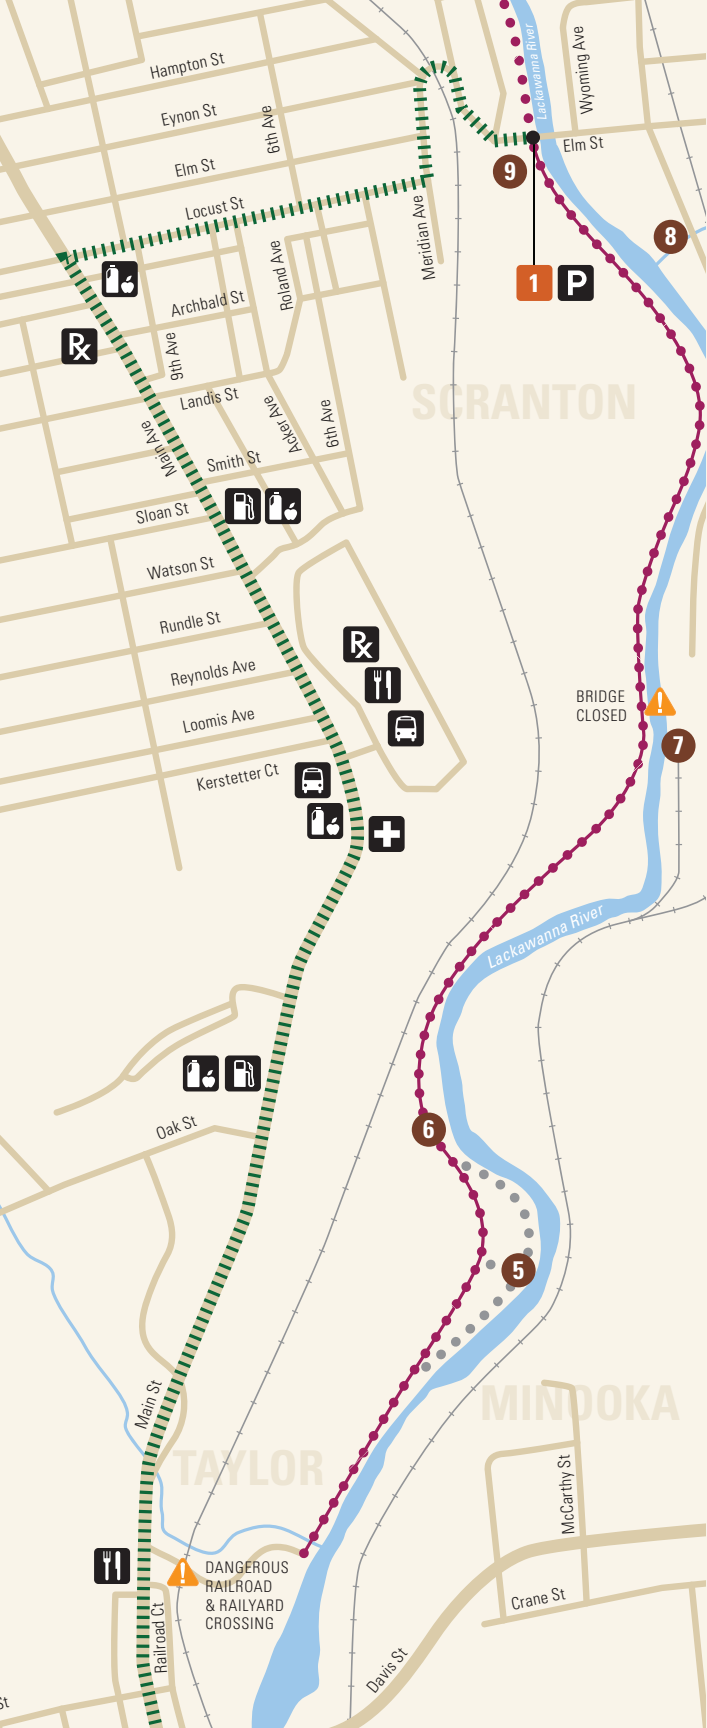 Hampton St
Lackawanna River
Wyoming Ave
Eynon St
6th Ave
Elm St
Elm St
9
Locust St
Meridian Ave
8
Roland Ave
1
P
Archbald St
Rx
9th Ave
Landis St
SCRANTON
Acker Ave
6th Ave
Main Ave
Smith St
Sloan St
Watson St
Rundle St
Rx
Reynolds Ave
BRIDGE
CLOSED
!
Loomis Ave
7
Kerstetter Ct
Lackawanna River
Oak St
6
5
Main St
MINOOKA
TAYLOR
McCarthy St
!
DANGEROUS
RAILROAD
& RAILYARD
CROSSING
Railroad Ct
Crane St
Davis St
St